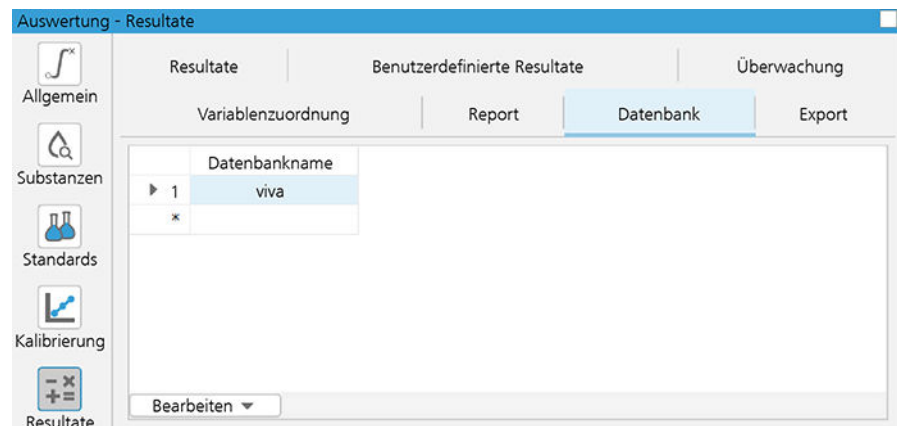 Auswertung - Resultate
Allgemein
Substanzen
Standards
Kalibrierung
Resultate
Resultate Benutzerdefinierte Resultate Überwachung
Variablenzuordnung Report Datenbank Export
Datenbankname
1 viva
*
Bearbeiten